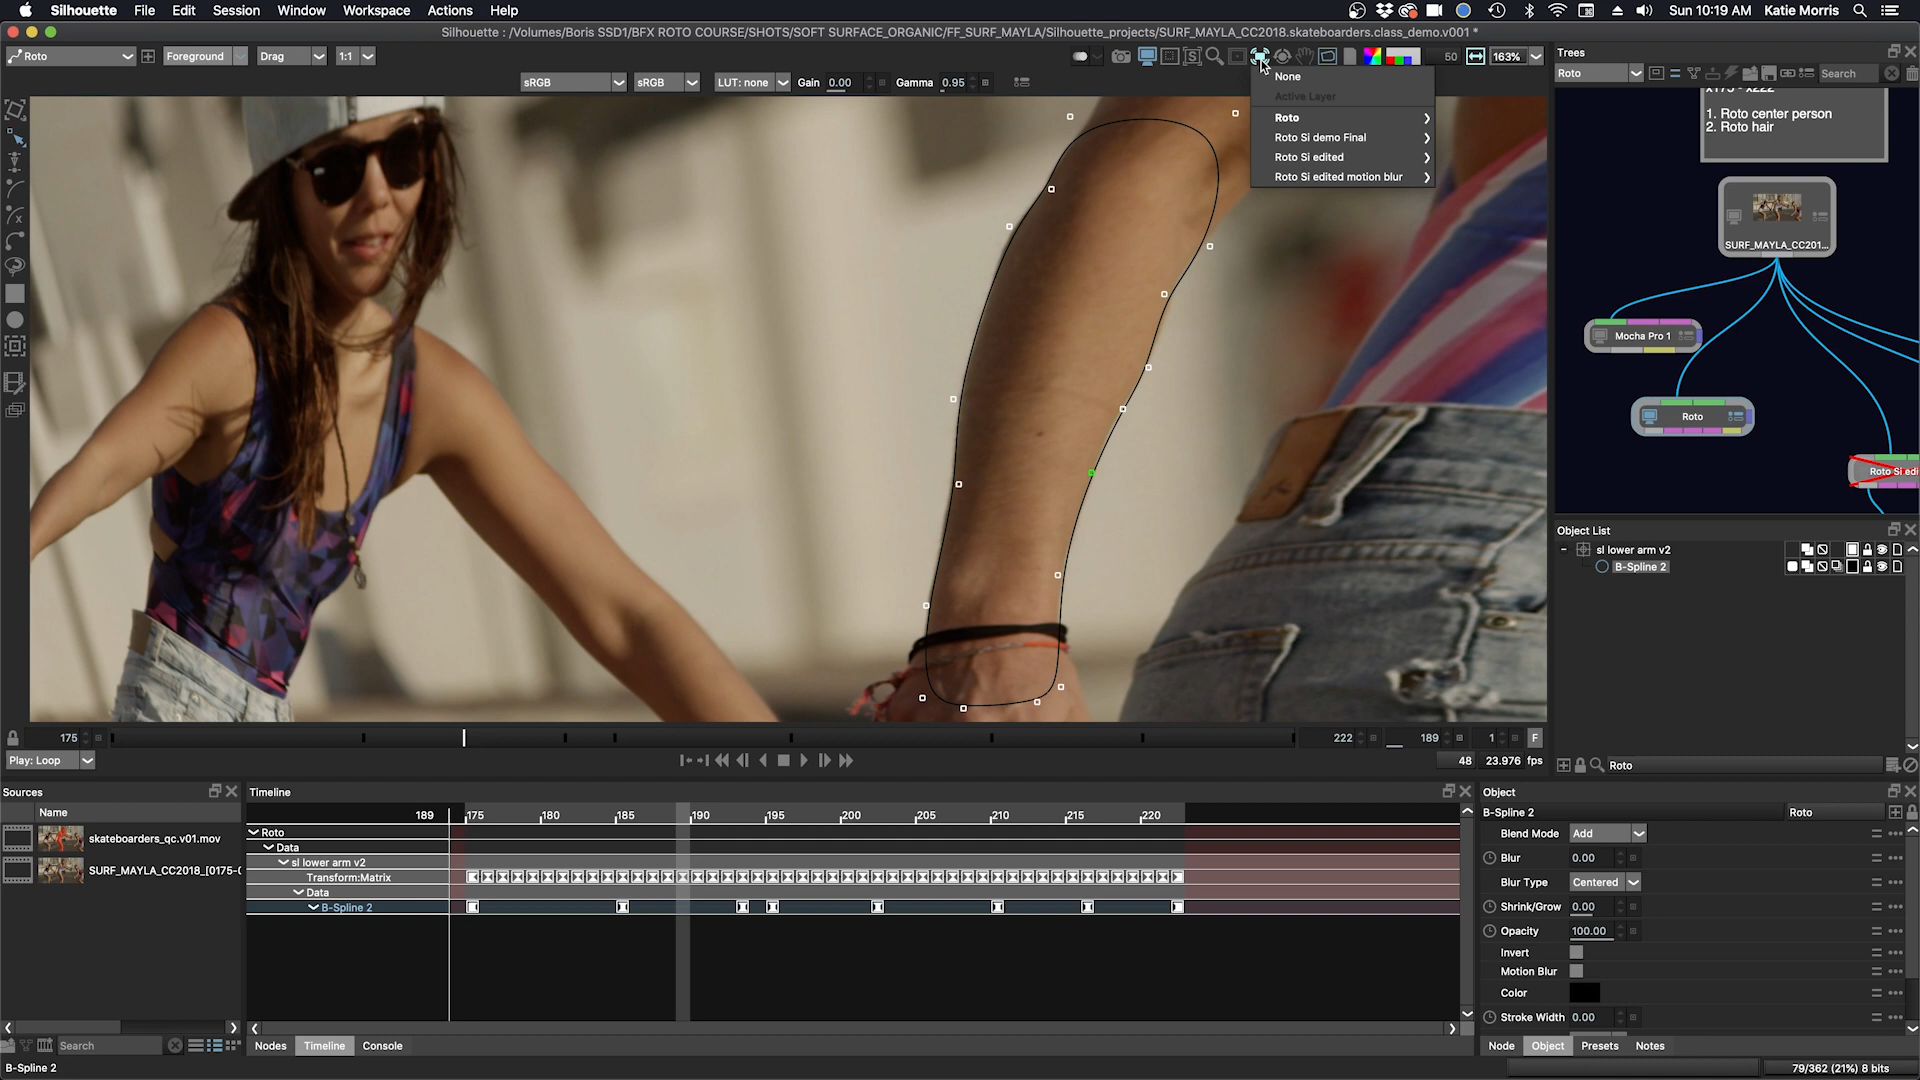 Silhouette File Edit Session Window Workspace Actions Help
Sun 10:19 AM Katie Morris
Silhouette : /Volumes/Boris SSD1/BFX ROTO COURSE/SHOTS/SOFT SURFACE_ORGANIC/FF_SURF_MAYLA/Silhouette_projects/SURF_MAYLA_CC2018.skateboarders.class_demo.v001 *
Roto Foreground Drag 1:1 50 163%
sRGB sRGB LUT: none Gain 0.00 Gamma 0.95
None
Active Layer
Roto
Roto Si demo Final
Roto Si edited
Roto Si edited motion blur
Trees
Roto Search
x175 - x222
1. Roto center person
2. Roto hair
SURF_MAYLA_CC201...
Mocha Pro 1
Roto
Roto Si edi
Object List
sl lower arm v2
B-Spline 2
Roto
175 222 189 1 F
Play: Loop 48 23.976 fps
Sources
Name
skateboarders_qc.v01.mov
SURF_MAYLA_CC2018_[0175-0
Search
Timeline
189 175 180 185 190 195 200 205 210 215 220
Roto
Data
sl lower arm v2
Transform:Matrix
Data
B-Spline 2
Nodes Timeline Console
Object
B-Spline 2 Roto
Blend Mode Add
Blur 0.00
Blur Type Centered
Shrink/Grow 0.00
Opacity 100.00
Invert
Motion Blur
Color
Stroke Width 0.00
Node Object Presets Notes
B-Spline 2
79/362 (21%) 8 bits